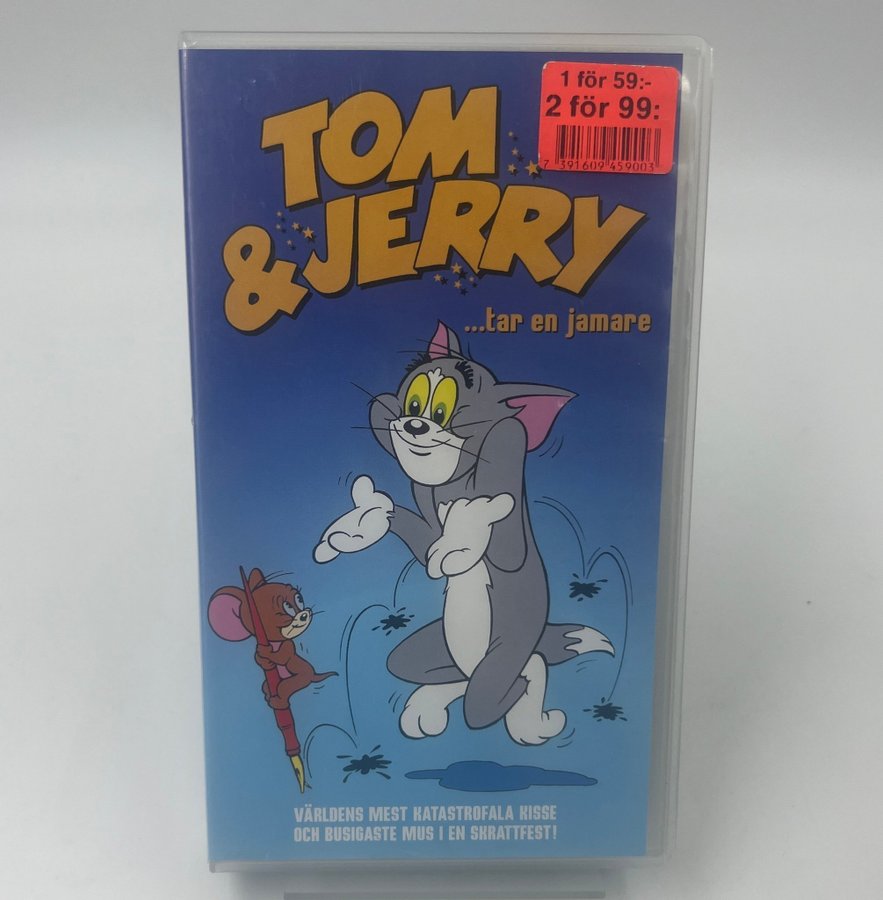 1 för 59:-
2 för 99:
7 391609 459003
TOM
& JERRY
...tar en jamare
VÄRLDENS MEST KATASTROFALA KISSE
OCH BUSIGASTE MUS I EN SKRATTFEST!